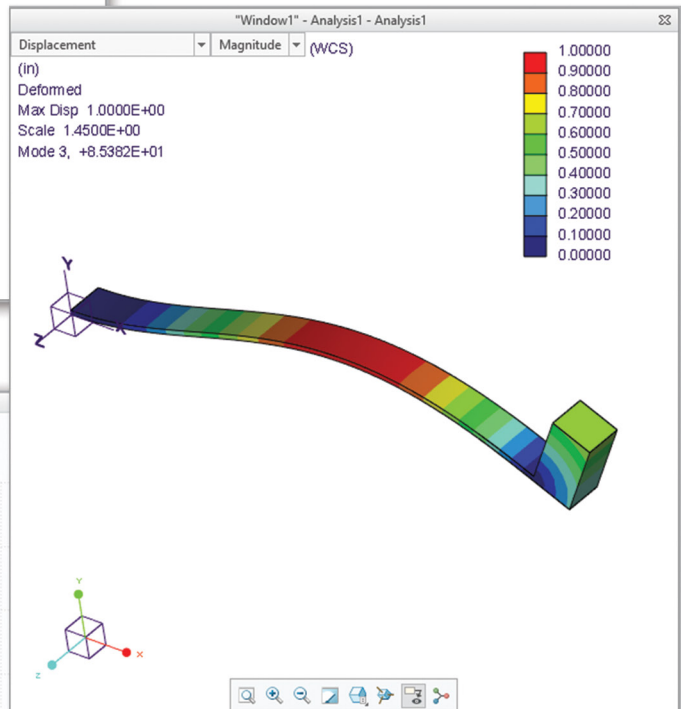 "Window1" - Analysis1 - Analysis1
Displacement Magnitude (WCS)
(in)
Deformed
Max Disp 1.0000E+00
Scale 1.4500E+00
Mode 3, +8.5382E+01
1.00000
0.90000
0.80000
0.70000
0.60000
0.50000
0.40000
0.30000
0.20000
0.10000
0.00000
Y
Z
X
Y
X
Z